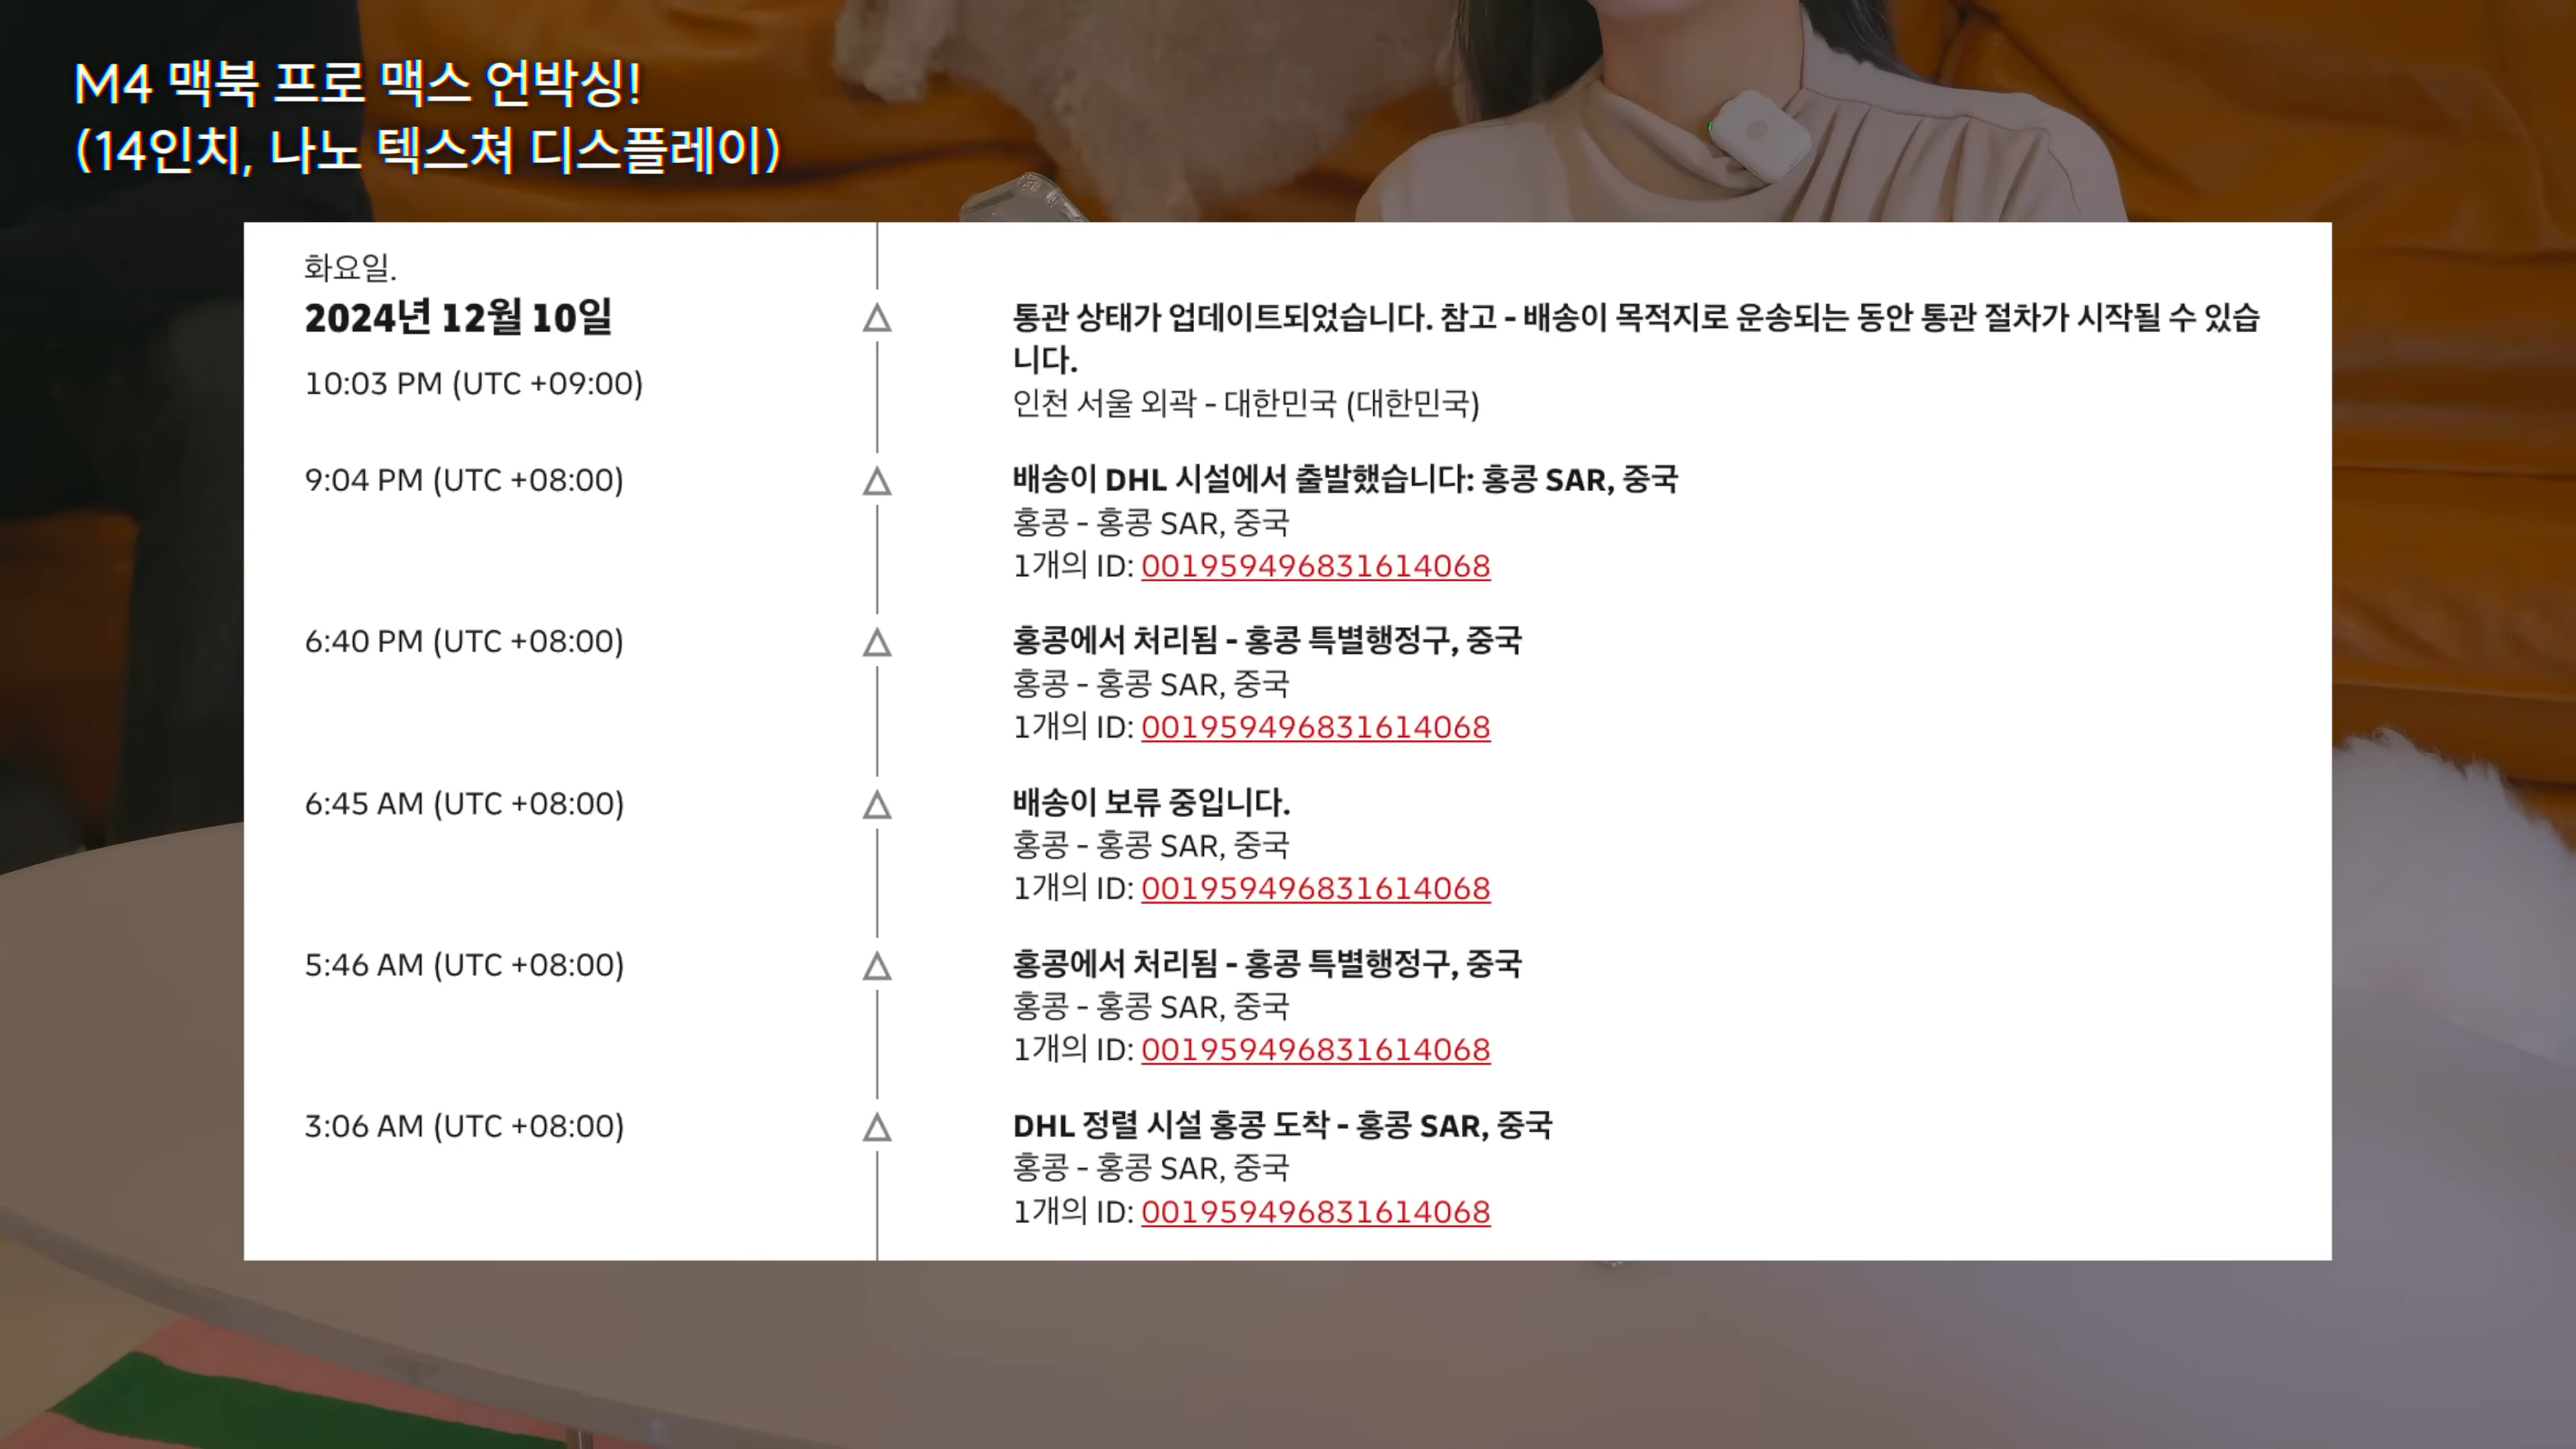 M4 맥북 프로 맥스 언박싱!
(14인치, 나노 텍스쳐 디스플레이)
화요일.
2024년 12월 10일
10:03 PM (UTC +09:00)
통관 상태가 업데이트되었습니다. 참고 - 배송이 목적지로 운송되는 동안 통관 절차가 시작될 수 있습
니다.
인천 서울 외곽 - 대한민국 (대한민국)
9:04 PM (UTC +08:00)
배송이 DHL 시설에서 출발했습니다: 홍콩 SAR, 중국
홍콩 - 홍콩 SAR, 중국
1개의 ID: 001959496831614068
6:40 PM (UTC +08:00)
홍콩에서 처리됨 - 홍콩 특별행정구, 중국
홍콩 - 홍콩 SAR, 중국
1개의 ID: 001959496831614068
6:45 AM (UTC +08:00)
배송이 보류 중입니다.
홍콩 - 홍콩 SAR, 중국
1개의 ID: 001959496831614068
5:46 AM (UTC +08:00)
홍콩에서 처리됨 - 홍콩 특별행정구, 중국
홍콩 - 홍콩 SAR, 중국
1개의 ID: 001959496831614068
3:06 AM (UTC +08:00)
DHL 정렬 시설 홍콩 도착 - 홍콩 SAR, 중국
홍콩 - 홍콩 SAR, 중국
1개의 ID: 001959496831614068